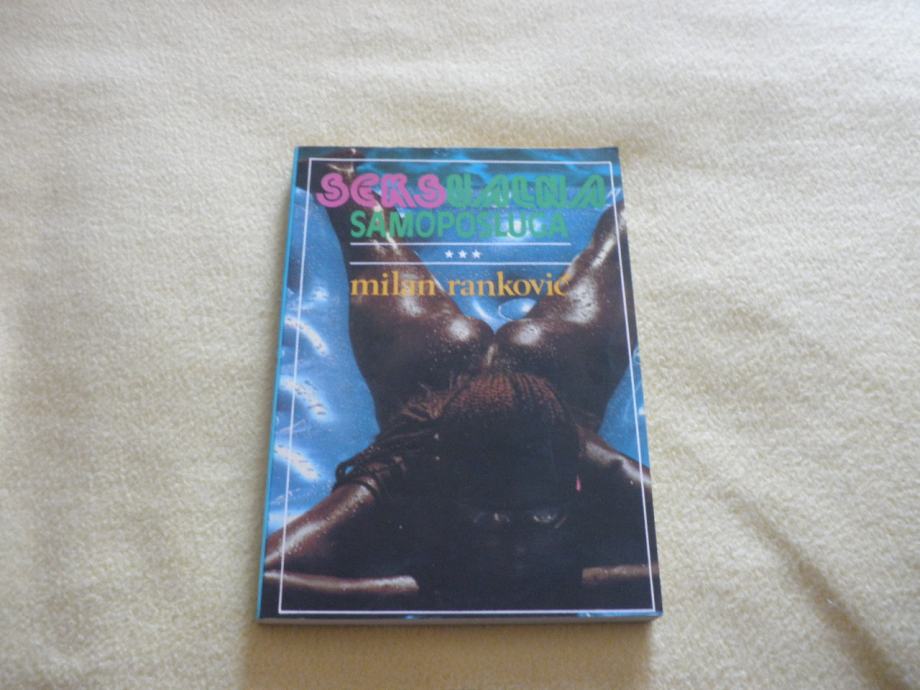 SEKSUALNA
SAMOPOSLUGA
★★★
milan ranković